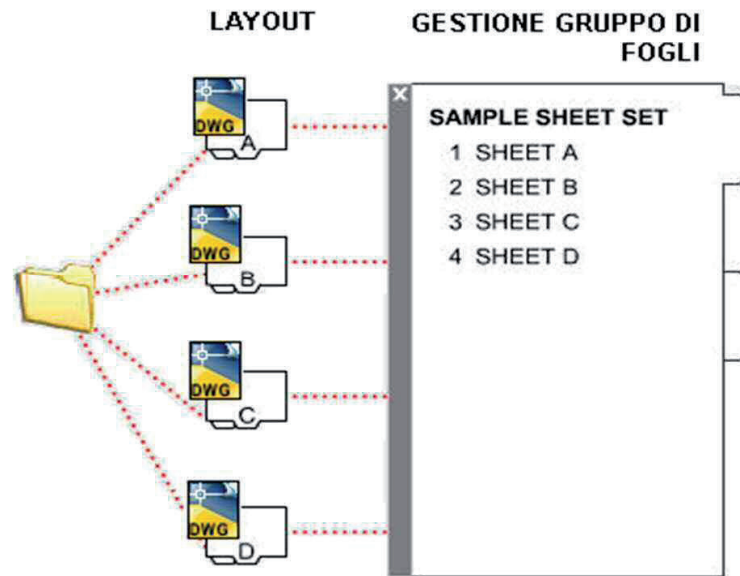 LAYOUT
GESTIONE GRUPPO DI
FOGLI
DWG
A
DWG
B
DWG
C
DWG
D
SAMPLE SHEET SET
1 SHEET A
2 SHEET B
3 SHEET C
4 SHEET D